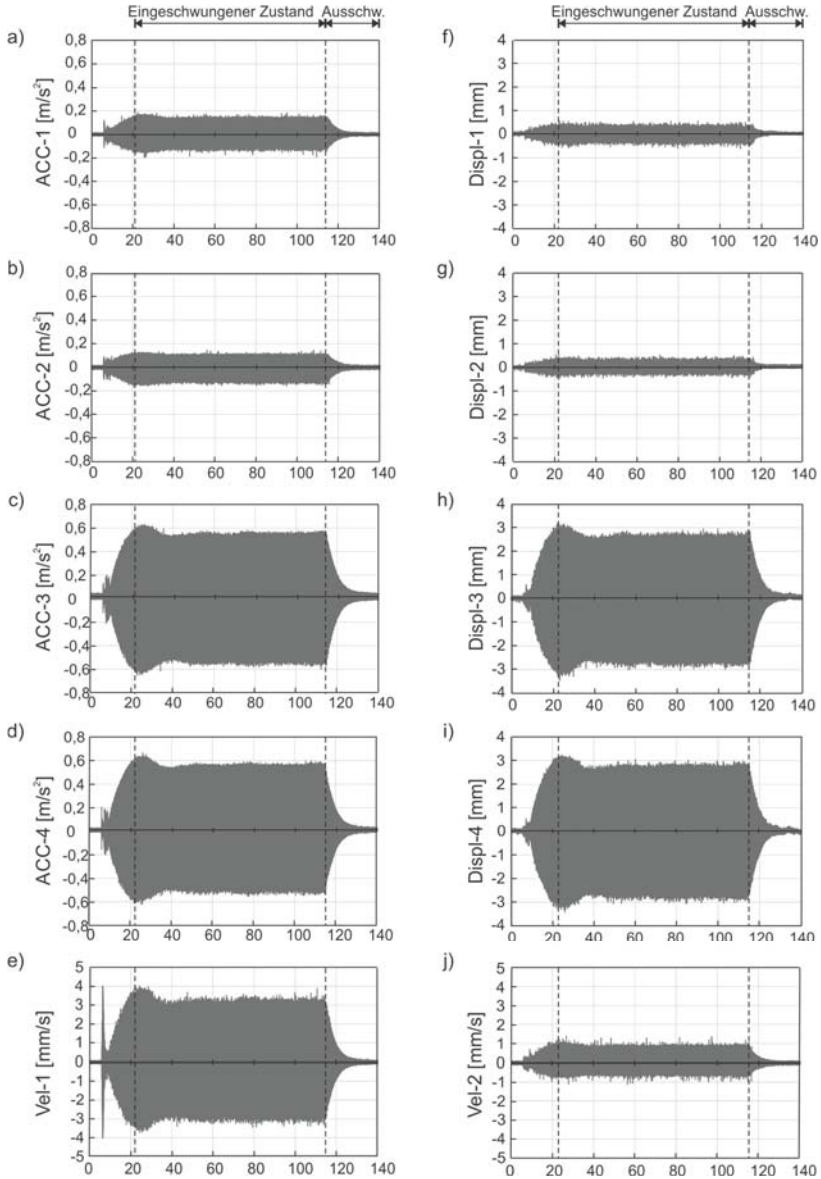 Eingeschwungener Zustand Ausschw.
a)
ACC-1 [m/s²]
0,8
0,6
0,4
0,2
0
-0,2
-0,4
-0,6
-0,8
0 20 40 60 80 100 120 140
b)
ACC-2 [m/s²]
0,8
0,6
0,4
0,2
0
-0,2
-0,4
-0,6
-0,8
0 20 40 60 80 100 120 140
c)
ACC-3 [m/s²]
0,8
0,6
0,4
0,2
0
-0,2
-0,4
-0,6
-0,8
0 20 40 60 80 100 120 140
d)
ACC-4 [m/s²]
0,8
0,6
0,4
0,2
0
-0,2
-0,4
-0,6
-0,8
0 20 40 60 80 100 120 140
e)
Vel-1 [mm/s]
5
4
3
2
1
0
-1
-2
-3
-4
-5
0 20 40 60 80 100 120 140
Eingeschwungener Zustand Ausschw.
f)
Displ-1 [mm]
4
3
2
1
0
-1
-2
-3
-4
0 20 40 60 80 100 120 140
g)
Displ-2 [mm]
4
3
2
1
0
-1
-2
-3
-4
0 20 40 60 80 100 120 140
h)
Displ-3 [mm]
4
3
2
1
0
-1
-2
-3
-4
0 20 40 60 80 100 120 140
i)
Displ-4 [mm]
4
3
2
1
0
-1
-2
-3
-4
0 20 40 60 80 100 120 140
j)
Vel-2 [mm/s]
5
4
3
2
1
0
-1
-2
-3
-4
-5
0 20 40 60 80 100 120 140